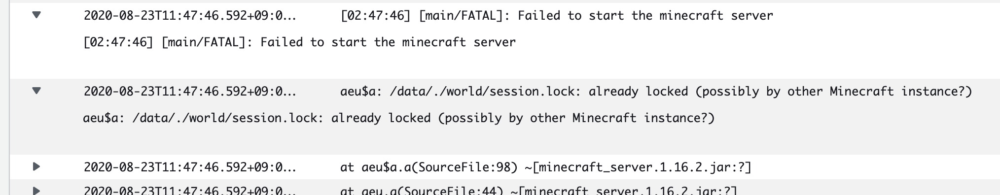 2020-08-23T11:47:46.592+09:0... [02:47:46] [main/FATAL]: Failed to start the minecraft server
[02:47:46] [main/FATAL]: Failed to start the minecraft server
2020-08-23T11:47:46.592+09:0... aeu$a: /data/./world/session.lock: already locked (possibly by other Minecraft instance?)
aeu$a: /data/./world/session.lock: already locked (possibly by other Minecraft instance?)
2020-08-23T11:47:46.592+09:0... at aeu$a.a(SourceFile:98) ~[minecraft_server.1.16.2.jar:?]
2020-08-23T11:47:46.592+09:0... at aeu.a(SourceFile:44) ~[minecraft_server.1.16.2.jar:?]